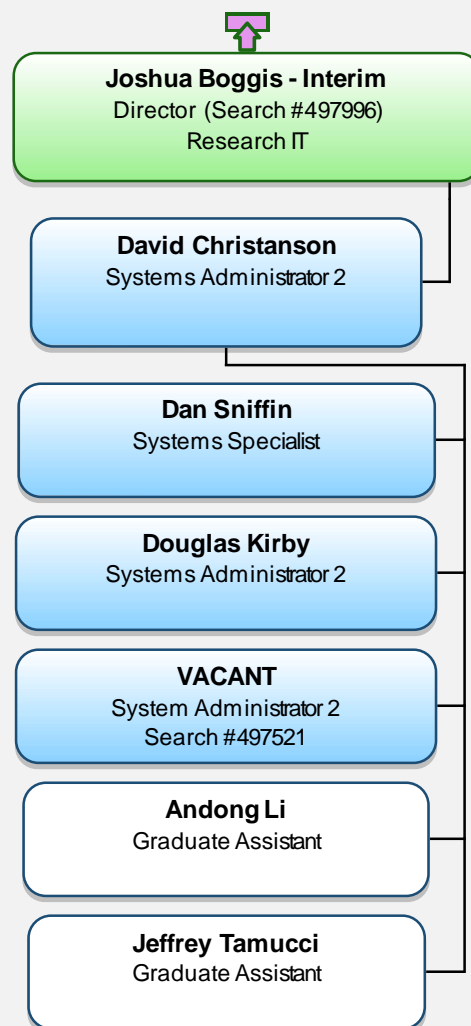 Joshua Boggis - Interim
Director (Search #497996)
Research IT
David Christanson
Systems Administrator 2
Dan Sniffin
Systems Specialist
Douglas Kirby
Systems Administrator 2
VACANT
System Administrator 2
Search #497521
Andong Li
Graduate Assistant
Jeffrey Tamucci
Graduate Assistant